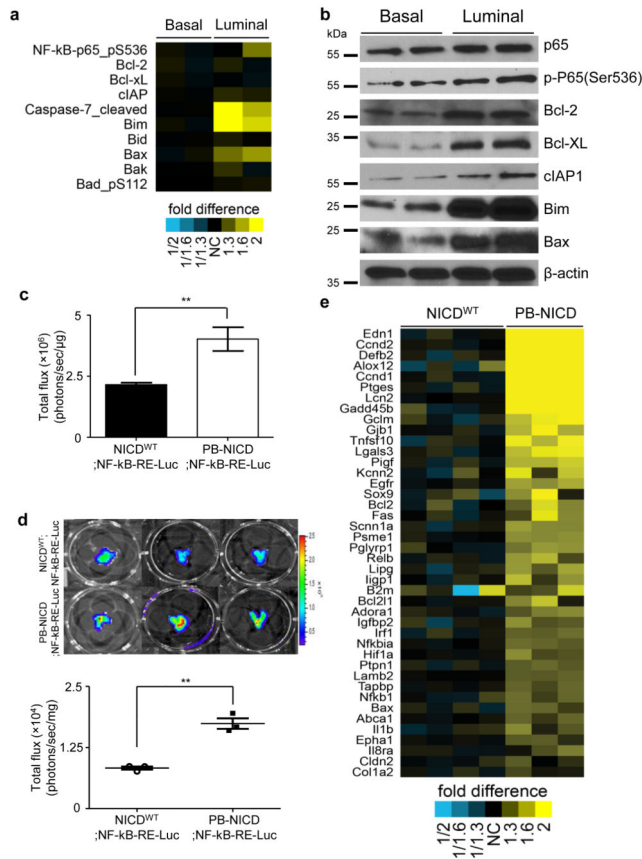 a
Basal Luminal
NF-kB-p65_pS536
Bcl-2
Bcl-xL
cIAP
Caspase-7_cleaved
Bim
Bid
Bax
Bak
Bad_pS112
fold difference
1/2
1/1.6
1/1.3
NC
1.3
1.6
2
b
Basal Luminal
kDa
55
p65
55
p-P65(Ser536)
25
Bcl-2
35
Bcl-XL
55
cIAP1
25
Bim
25
Bax
35
β-actin
c
**
Total flux (×10⁶)
(photons/sec/μg)
5
2.5
0
NICDᵂᵀ
;NF-kB-RE-Luc
PB-NICD
;NF-kB-RE-Luc
d
NICDᵂᵀ;
NF-kB-RE-Luc
PB-NICD
;NF-kB-RE-Luc
**
Total flux (×10⁴)
(photons/sec/mg)
2.5
1.25
0
NICDᵂᵀ
;NF-kB-RE-Luc
PB-NICD
;NF-kB-RE-Luc
e
NICDᵂᵀ PB-NICD
Edn1
Ccnd2
Defb2
Alox12
Ccnd1
Ptges
Lcn2
Gadd45b
Gclm
Gjb1
Tnfsf10
Lgals3
Pigf
Kcnn2
Egfr
Sox9
Bcl2
Fas
Scnn1a
Psme1
Pglyrp1
Relb
Lipg
Iigp1
B2m
Bcl2l1
Adora1
Igfbp2
Irf1
Nfkbia
Hif1a
Ptpn1
Lamb2
Tapbp
Nfkb1
Bax
Abca1
Il1b
Epha1
Il8ra
Cldn2
Col1a2
fold difference
1/2
1/1.6
1/1.3
NC
1.3
1.6
2